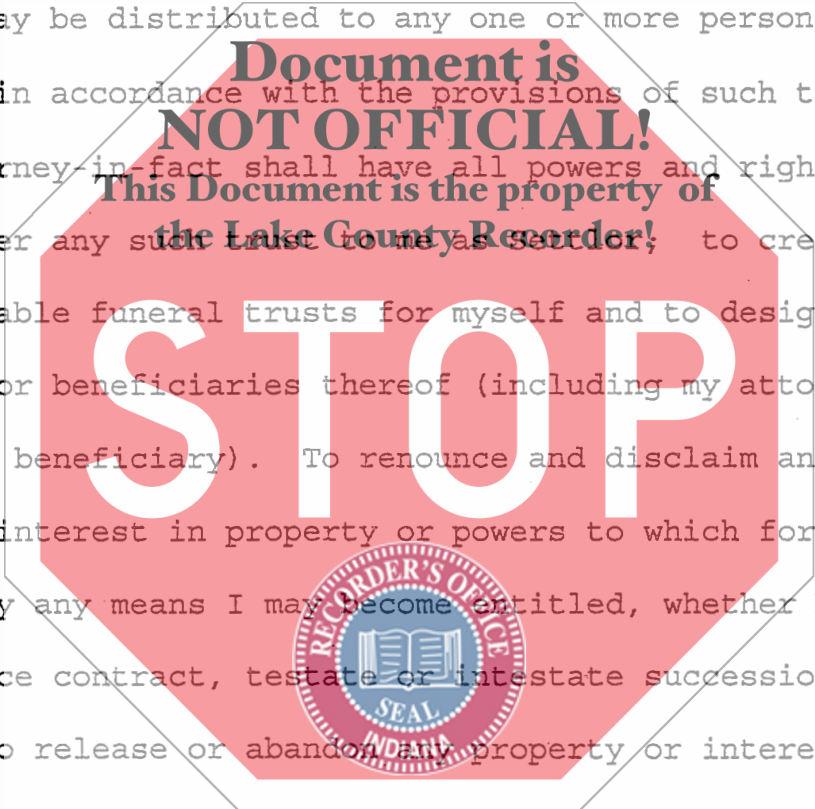 ay be distributed to any one or more person
Document is
in accordance with the provisions of such t
NOT OFFICIAL!
rney-in-fact shall have all powers and righ
This Document is the property of
the Lake County Recorder!
er any such trust to me as Settlor; to cre
STOP
able funeral trusts for myself and to desig
or beneficiaries thereof (including my atto
beneficiary). To renounce and disclaim an
interest in property or powers to which for
y any means I may become entitled, whether
ce contract, testate or intestate successio
o release or abandon any property or intere
RECORDER'S OFFICE
SEAL
INDIANA